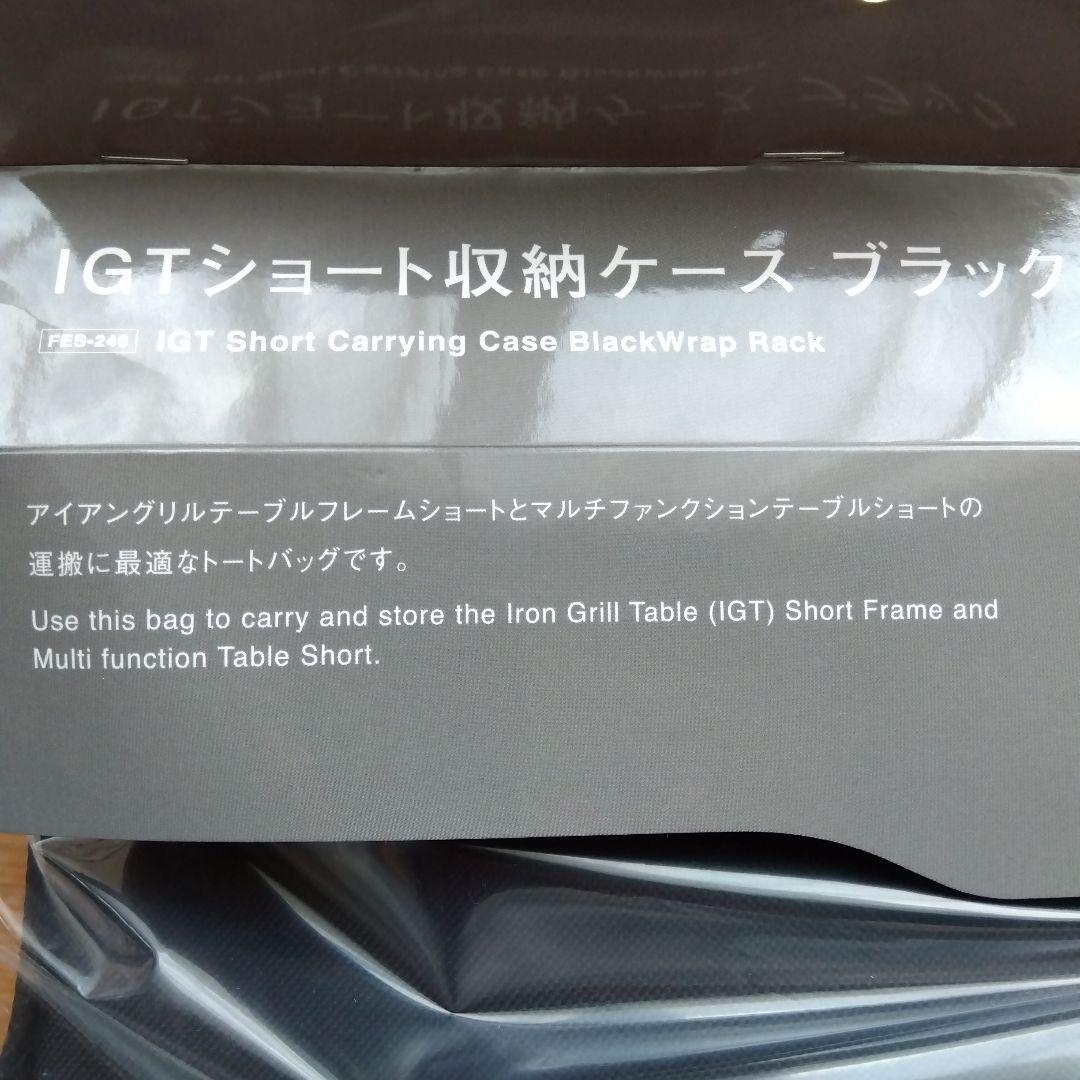 IGTショート収納ケース ブラック
FES-246 IGT Short Carrying Case BlackWrap Rack
アイアングリルテーブルフレームショートとマルチファンクションテーブルショートの
運搬に最適なトートバッグです。
Use this bag to carry and store the Iron Grill Table (IGT) Short Frame and
Multi function Table Short.